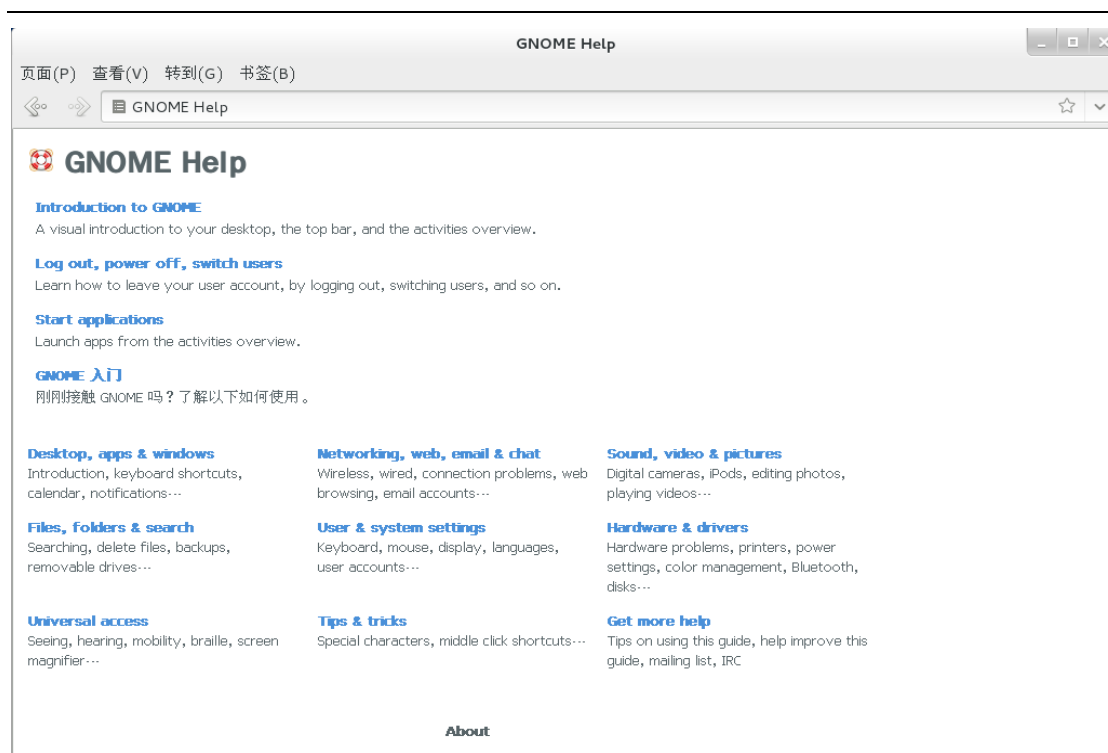 GNOME Help
页面(P) 查看(V) 转到(G) 书签(B)
GNOME Help
GNOME Help
Introduction to GNOME
A visual introduction to your desktop, the top bar, and the activities overview.
Log out, power off, switch users
Learn how to leave your user account, by logging out, switching users, and so on.
Start applications
Launch apps from the activities overview.
GNOME 入门
刚刚接触 GNOME 吗？了解以下如何使用。
Desktop, apps & windows
Introduction, keyboard shortcuts,
calendar, notifications…
Networking, web, email & chat
Wireless, wired, connection problems, web
browsing, email accounts…
Sound, video & pictures
Digital cameras, iPods, editing photos,
playing videos…
Files, folders & search
Searching, delete files, backups,
removable drives…
User & system settings
Keyboard, mouse, display, languages,
user accounts…
Hardware & drivers
Hardware problems, printers, power
settings, color management, Bluetooth,
disks…
Universal access
Seeing, hearing, mobility, braille, screen
magnifier…
Tips & tricks
Special characters, middle click shortcuts…
Get more help
Tips on using this guide, help improve this
guide, mailing list, IRC
About